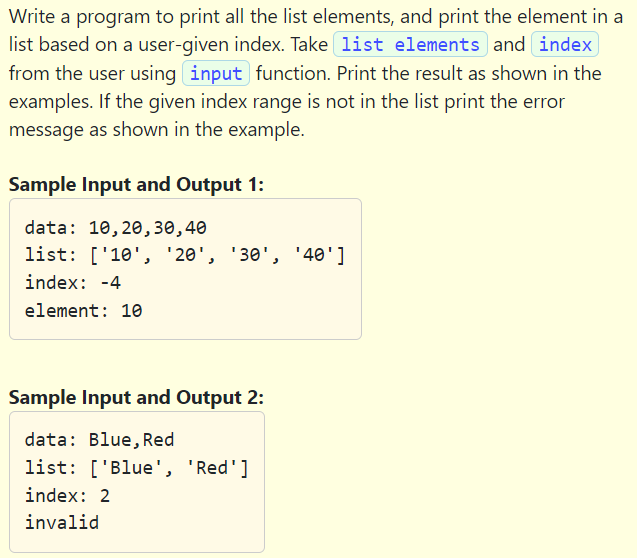 Write a program to print all the list elements, and print the element in a
list based on a user-given index. Take list elements and index
from the user using input function. Print the result as shown in the
examples. If the given index range is not in the list print the error
message as shown in the example.
Sample Input and Output 1:
data: 10,20,30,40
list: ['10', '20', '30', '40']
index: -4
element: 10
Sample Input and Output 2:
data: Blue,Red
list: ['Blue', 'Red']
index: 2
invalid